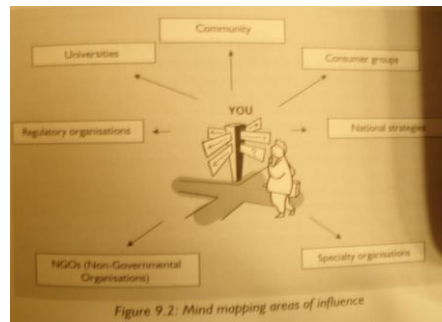 Community
Universities
Consumer groups
YOU
Regulatory organisations
National strategies
NGOs (Non-Governmental
Organisations)
Specialty organisations
Figure 9.2: Mind mapping areas of influence